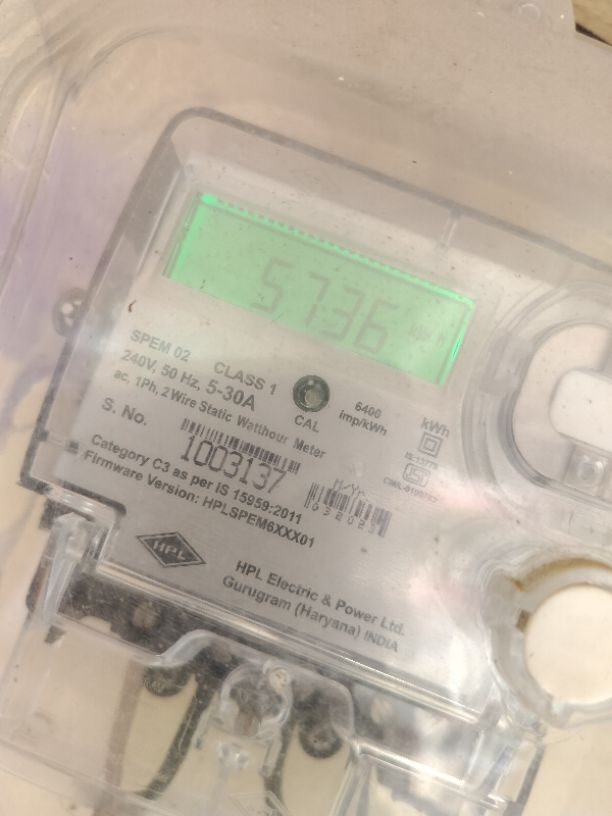 5736 kWh
SPEM 02 CLASS 1
240V, 50 Hz, 5-30A
ac, 1Ph, 2 Wire Static Watthour Meter
CAL
6400
imp/kWh
kWh
S. No.
1003137
Category C3 as per IS 15959:2011
Firmware Version: HPLSPEM6XXX01
HPL
HPL Electric & Power Ltd.
Gurugram (Haryana) INDIA